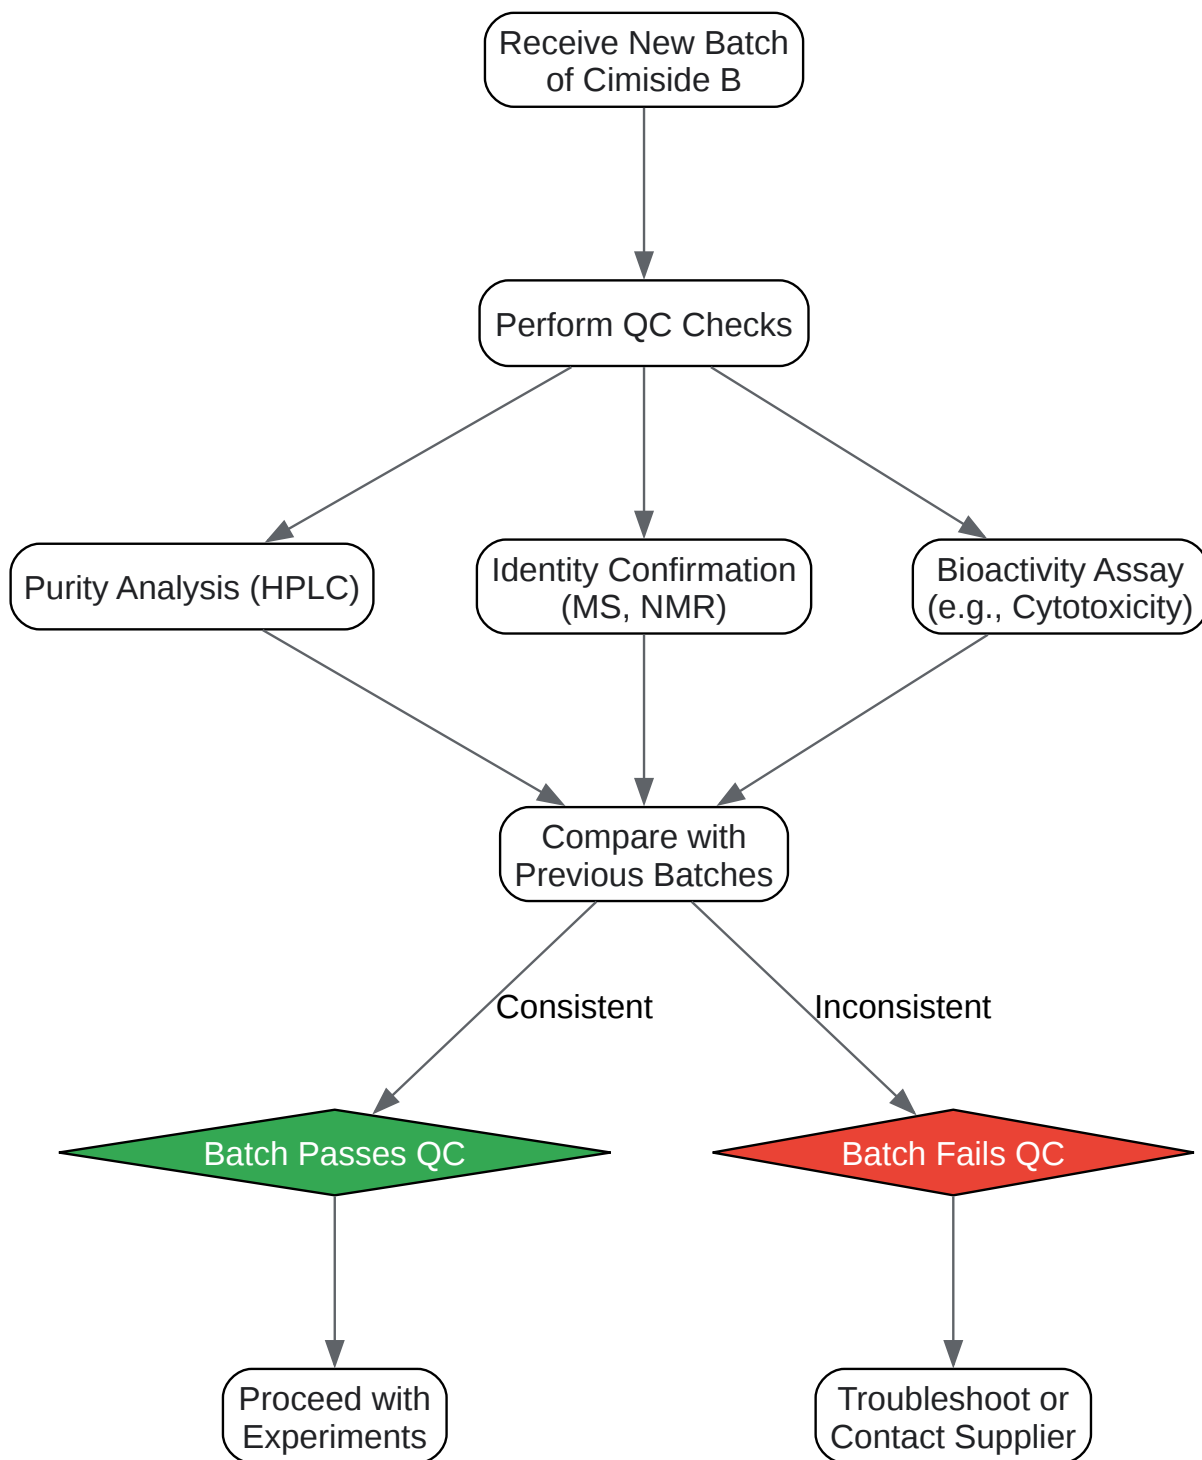 Receive New Batch
of Cimiside B
Perform QC Checks
Purity Analysis (HPLC)
Identity Confirmation
(MS, NMR)
Bioactivity Assay
(e.g., Cytotoxicity)
Compare with
Previous Batches
Consistent
Inconsistent
Batch Passes QC
Batch Fails QC
Proceed with
Experiments
Troubleshoot or
Contact Supplier